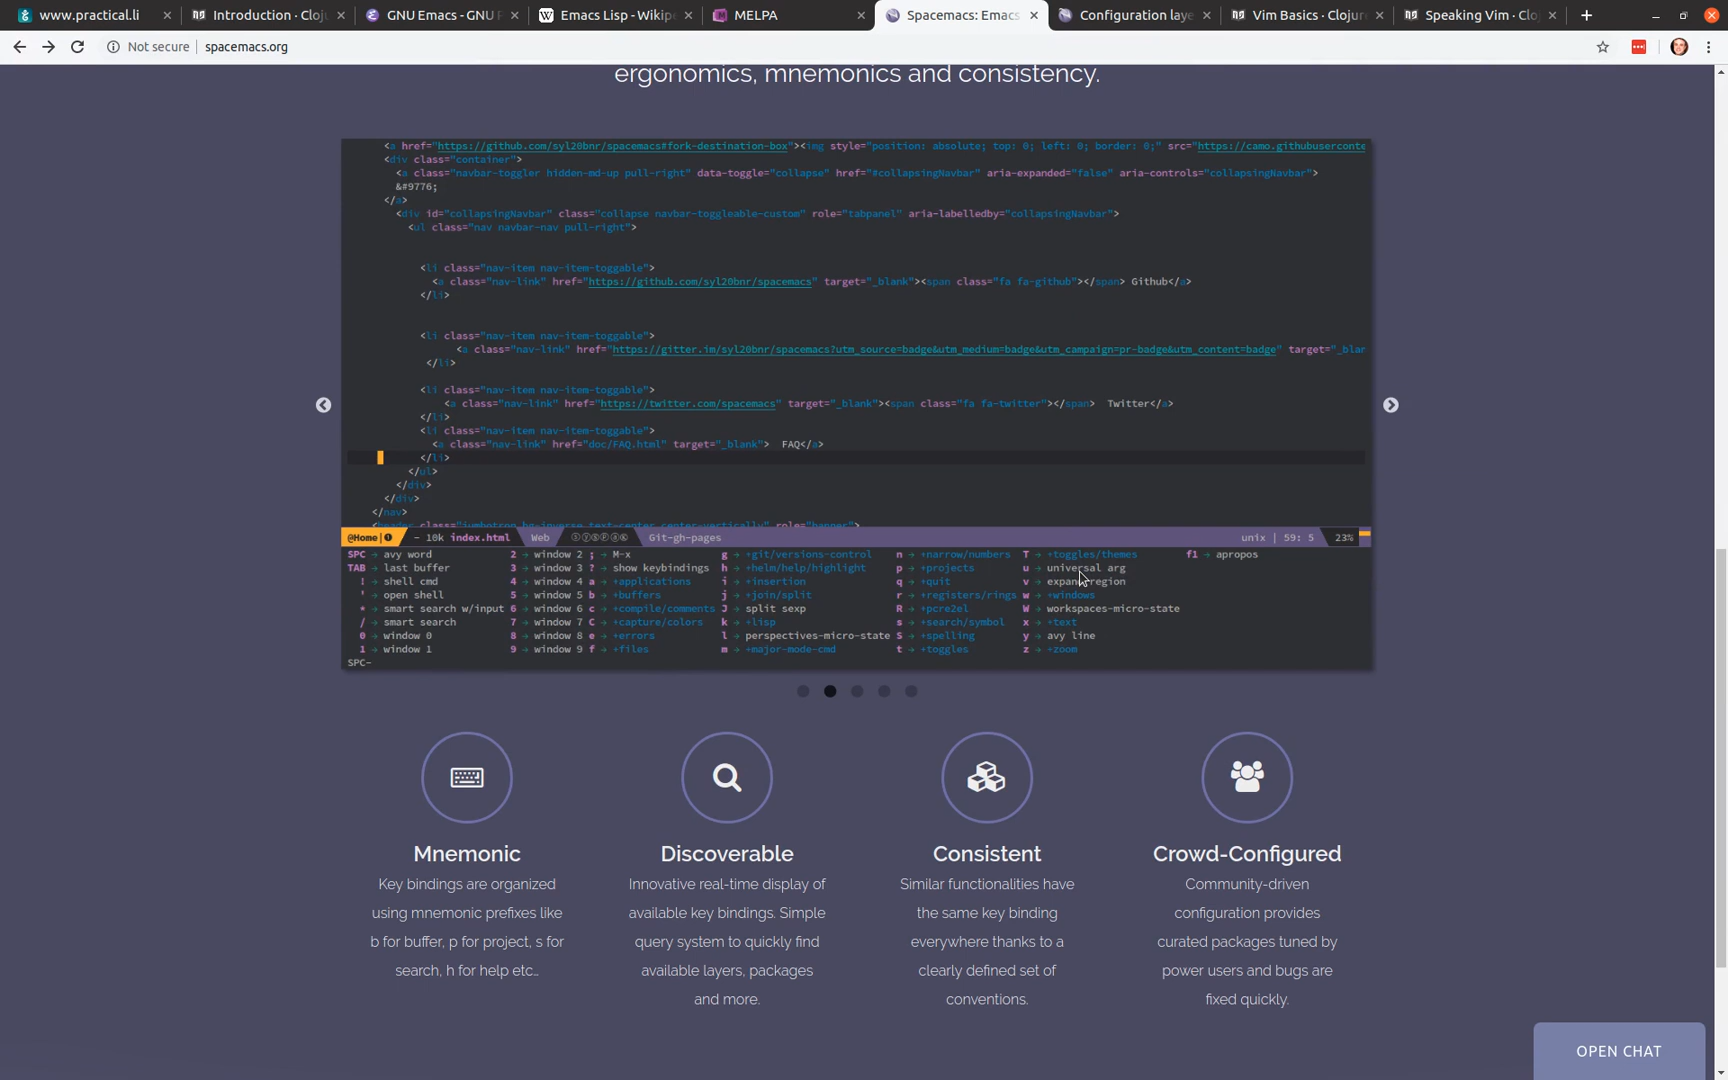 www.practical.li
Introduction · Cloj
GNU Emacs - GNU P
Emacs Lisp - Wikipe
MELPA
Spacemacs: Emacs
Configuration laye
Vim Basics · Clojure
Speaking Vim · Cloj
Not secure | spacemacs.org
ergonomics, mnemonics and consistency.
<a href="https://github.com/syl20bnr/spacemacs#fork-destination-box"><img style="position: absolute; top: 0; left: 0; border: 0;" src="https://camo.githubuserconte
<div class="container">
<a class="navbar-toggler hidden-md-up pull-right" data-toggle="collapse" href="#collapsingNavbar" aria-expanded="false" aria-controls="collapsingNavbar">
&#9776;
</a>
<div id="collapsingNavbar" class="collapse navbar-toggleable-custom" role="tabpanel" aria-labelledby="collapsingNavbar">
<ul class="nav navbar-nav pull-right">
<li class="nav-item nav-item-toggable">
<a class="nav-link" href="https://github.com/syl20bnr/spacemacs" target="_blank"><span class="fa fa-github"></span> Github</a>
</li>
<li class="nav-item nav-item-toggable">
<a class="nav-link" href="https://gitter.im/syl20bnr/spacemacs?utm_source=badge&utm_medium=badge&utm_campaign=pr-badge&utm_content=badge" target="_blan
</li>
<li class="nav-item nav-item-toggable">
<a class="nav-link" href="https://twitter.com/spacemacs" target="_blank"><span class="fa fa-twitter"></span> Twitter</a>
</li>
<li class="nav-item nav-item-toggable">
<a class="nav-link" href="doc/FAQ.html" target="_blank"> FAQ</a>
</li>
</ul>
</div>
</div>
</nav>
<header class="jumbotron bg-inverse text-center center-vertically" role="banner">
@Home|❶ - 10k index.html Web Git-gh-pages unix | 59: 5 23%
SPC → avy word 2 → window 2 ; → M-x g → +git/versions-control n → +narrow/numbers T → +toggles/themes f1 → apropos
TAB → last buffer 3 → window 3 ? → show keybindings h → +helm/help/highlight p → +projects u → universal arg
! → shell cmd 4 → window 4 a → +applications i → +insertion q → +quit v → expand region
' → open shell 5 → window 5 b → +buffers j → +join/split r → +registers/rings w → +windows
* → smart search w/input 6 → window 6 c → +compile/comments J → split sexp R → +pcre2el W → workspaces-micro-state
/ → smart search 7 → window 7 C → +capture/colors k → +lisp s → +search/symbol x → +text
0 → window 0 8 → window 8 e → +errors l → perspectives-micro-state S → +spelling y → avy line
1 → window 1 9 → window 9 f → +files m → +major-mode-cmd t → +toggles z → +zoom
SPC-
Mnemonic
Key bindings are organized
using mnemonic prefixes like
b for buffer, p for project, s for
search, h for help etc...
Discoverable
Innovative real-time display of
available key bindings. Simple
query system to quickly find
available layers, packages
and more.
Consistent
Similar functionalities have
the same key binding
everywhere thanks to a
clearly defined set of
conventions.
Crowd-Configured
Community-driven
configuration provides
curated packages tuned by
power users and bugs are
fixed quickly.
OPEN CHAT